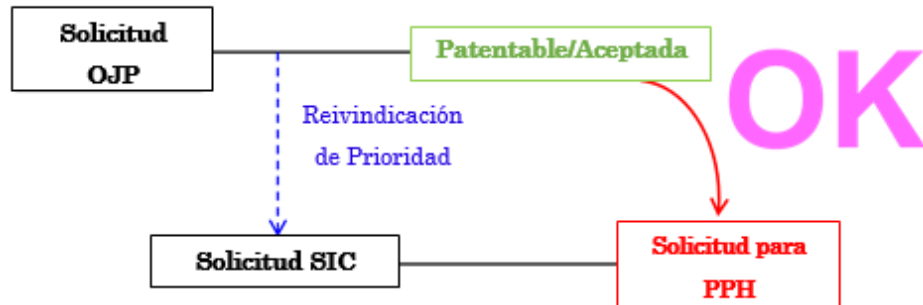 Solicitud
OJP
Patentable/Aceptada
OK
Reivindicación
de Prioridad
Solicitud SIC
Solicitud para
PPH